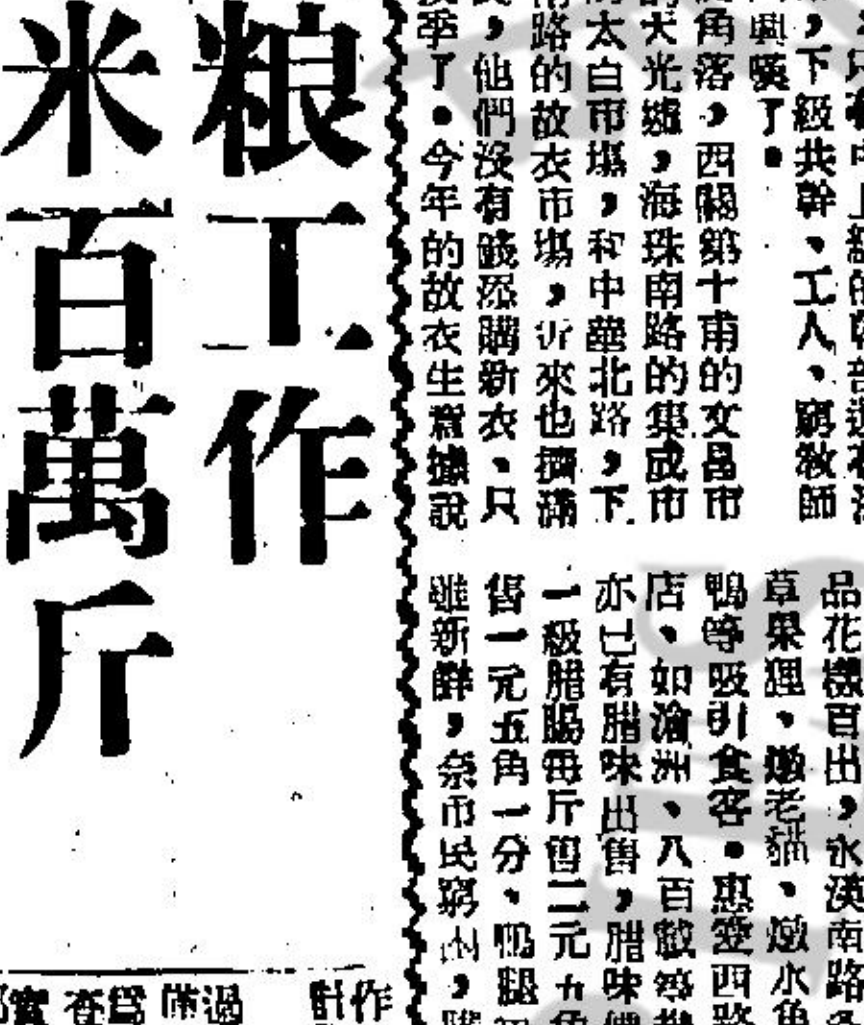 粮工作
米百萬斤
下級共幹、工人、窮教師
興嘆了。
角落，西關第十甫的文昌市
光墟，海珠南路的集成市
太白市場，和中華北路，下
路的故衣市場，近來也擠滿
，他們沒有錢添購新衣、只
季了。今年的故衣生意據說
品花樣百出，永漢南路
草果狸、燉老貓、燉水魚
鴨等吸引食客。惠愛西路
店、如滄洲、八百載等
亦已有腊味出售，腊味
一級腊腸每斤售二元九角
售一元五角一分、鴨腿
雖新鮮，奈市民窮困，